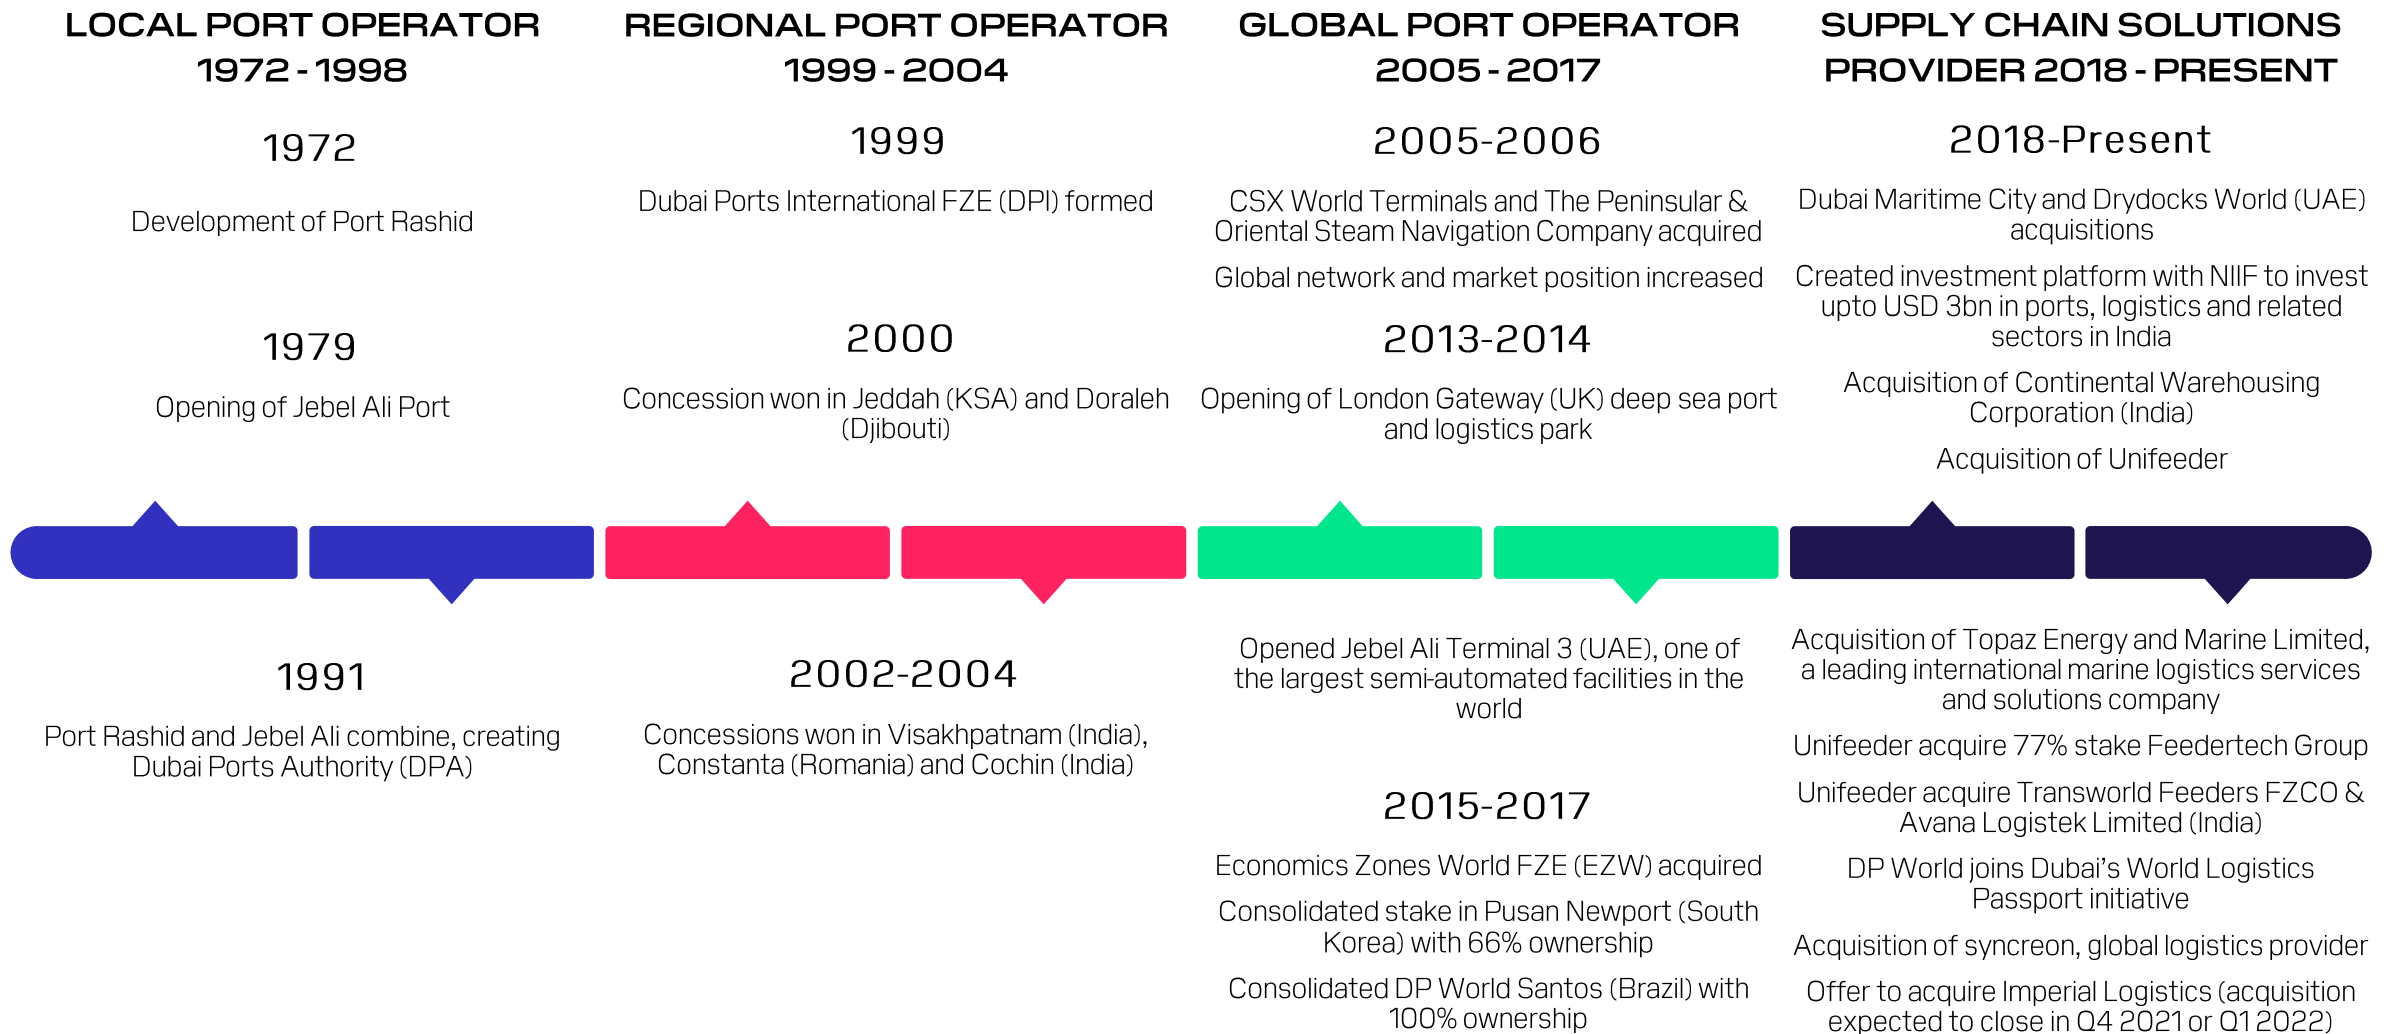 LOCAL PORT OPERATOR
1972 - 1998
1972
Development of Port Rashid
1979
Opening of Jebel Ali Port
1991
Port Rashid and Jebel Ali combine, creating
Dubai Ports Authority (DPA)
REGIONAL PORT OPERATOR
1999 - 2004
1999
Dubai Ports International FZE (DPI) formed
2000
Concession won in Jeddah (KSA) and Doraleh
(Djibouti)
2002-2004
Concessions won in Visakhpatnam (India),
Constanta (Romania) and Cochin (India)
GLOBAL PORT OPERATOR
2005 - 2017
2005-2006
CSX World Terminals and The Peninsular &
Oriental Steam Navigation Company acquired
Global network and market position increased
2013-2014
Opening of London Gateway (UK) deep sea port
and logistics park
Opened Jebel Ali Terminal 3 (UAE), one of
the largest semi-automated facilities in the
world
2015-2017
Economics Zones World FZE (EZW) acquired
Consolidated stake in Pusan Newport (South
Korea) with 66% ownership
Consolidated DP World Santos (Brazil) with
100% ownership
SUPPLY CHAIN SOLUTIONS
PROVIDER 2018 - PRESENT
2018-Present
Dubai Maritime City and Drydocks World (UAE)
acquisitions
Created investment platform with NIIF to invest
upto USD 3bn in ports, logistics and related
sectors in India
Acquisition of Continental Warehousing
Corporation (India)
Acquisition of Unifeeder
Acquisition of Topaz Energy and Marine Limited,
a leading international marine logistics services
and solutions company
Unifeeder acquire 77% stake Feedertech Group
Unifeeder acquire Transworld Feeders FZCO &
Avana Logistek Limited (India)
DP World joins Dubai’s World Logistics
Passport initiative
Acquisition of syncreon, global logistics provider
Offer to acquire Imperial Logistics (acquisition
expected to close in Q4 2021 or Q1 2022)